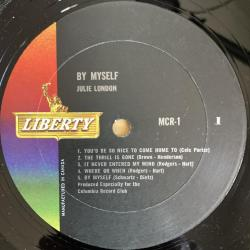 BY MYSELF
JULIE LONDON
MCR-1
1
LIBERTY
1. YOU'D BE SO NICE TO COME HOME TO (Cole Porter)
2. THE THRILL IS GONE (Brown - Henderson)
3. IT NEVER ENTERED MY MIND (Rodgers - Hart)
4. WHERE OR WHEN (Rodgers - Hart)
5. BY MYSELF (Schwartz - Dietz)
Produced Especially for the
Columbia Record Club
MANUFACTURED IN CANADA